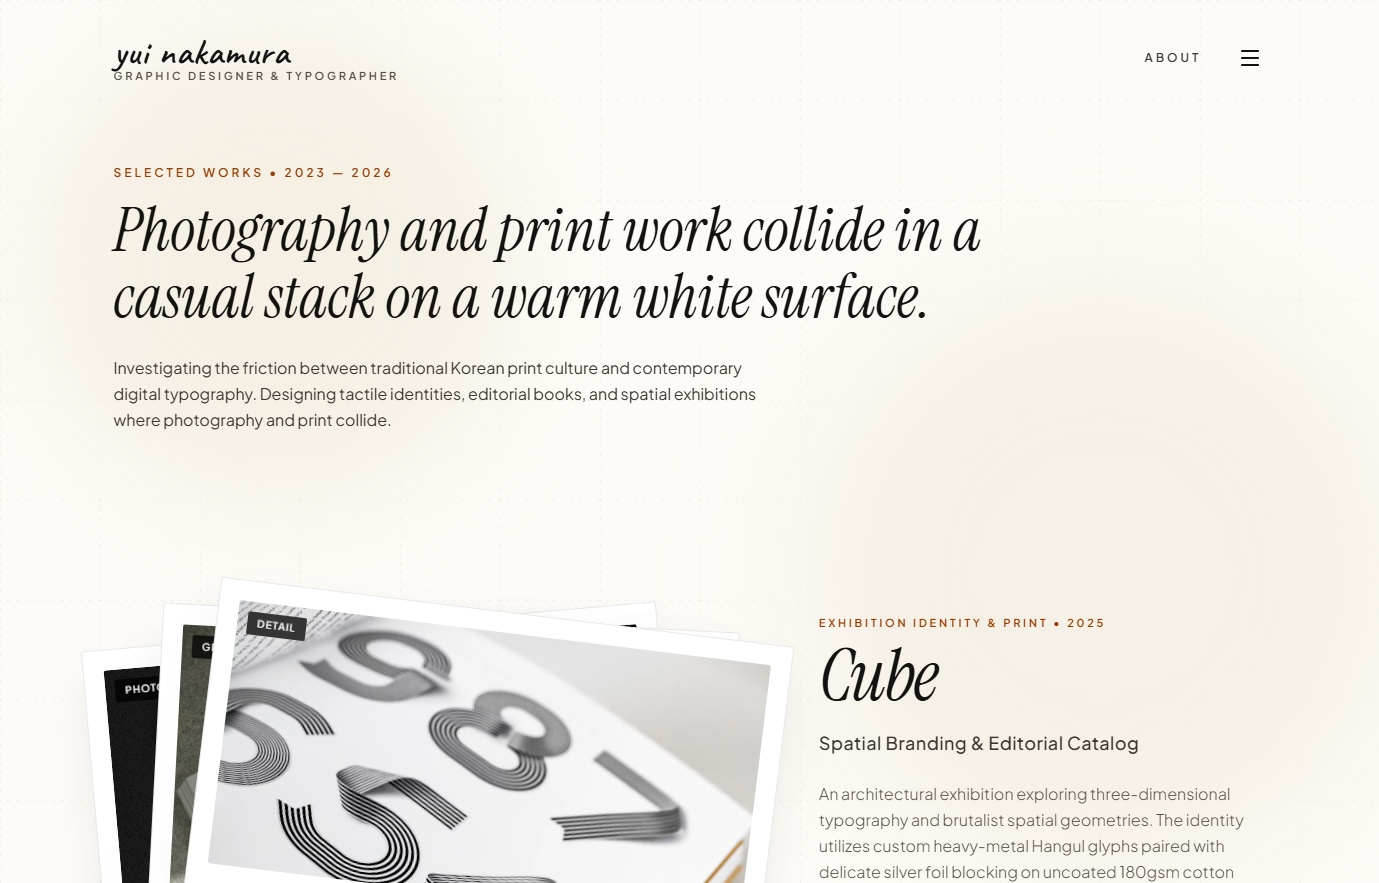 yui nakamura
GRAPHIC DESIGNER & TYPOGRAPHER
ABOUT
SELECTED WORKS • 2023 — 2026
Photography and print work collide in a
casual stack on a warm white surface.
Investigating the friction between traditional Korean print culture and contemporary
digital typography. Designing tactile identities, editorial books, and spatial exhibitions
where photography and print collide.
DETAIL
EXHIBITION IDENTITY & PRINT • 2025
Cube
Spatial Branding & Editorial Catalog
An architectural exhibition exploring three-dimensional
typography and brutalist spatial geometries. The identity
utilizes custom heavy-metal Hangul glyphs paired with
delicate silver foil blocking on uncoated 180gsm cotton